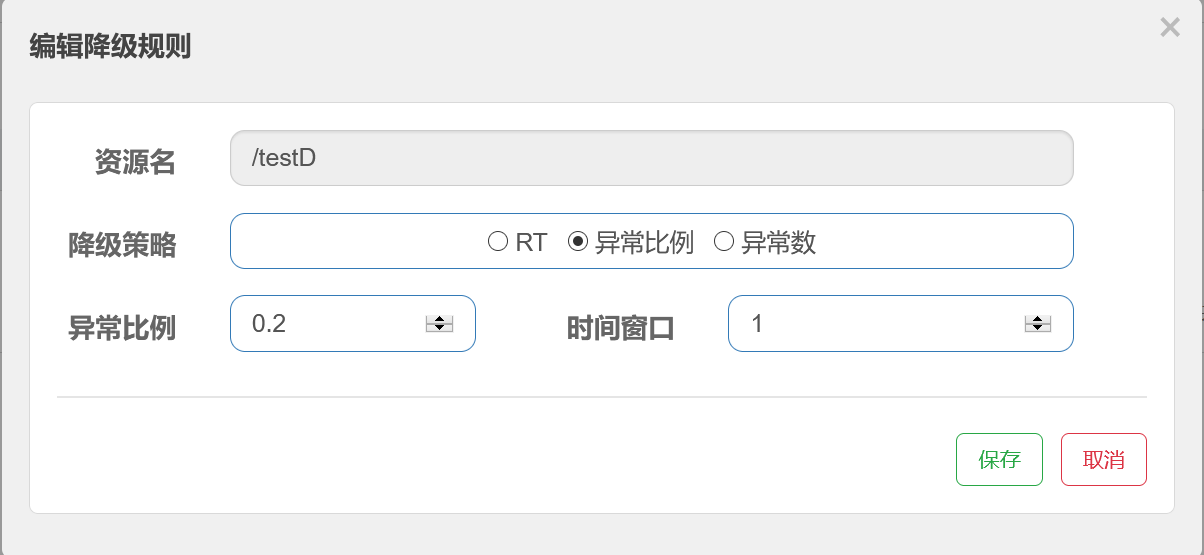 编辑降级规则 ×
资源名 /testD
降级策略 RT 异常比例 异常数
异常比例 0.2 时间窗口 1
保存 取消